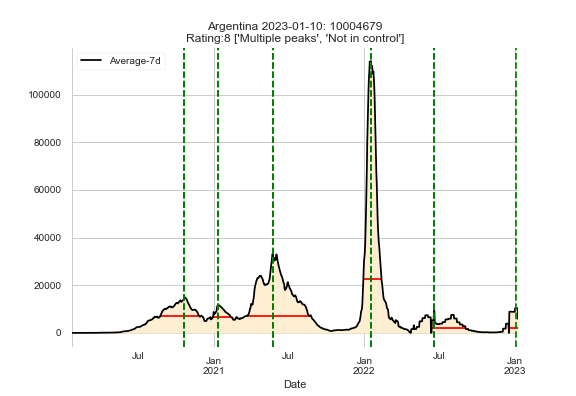 Argentina 2023-01-10: 10004679
Rating:8 ['Multiple peaks', 'Not in control']
Average-7d
100000
80000
60000
40000
20000
0
Jul
Jan
2021
Jul
Jan
2022
Jul
Jan
2023
Date